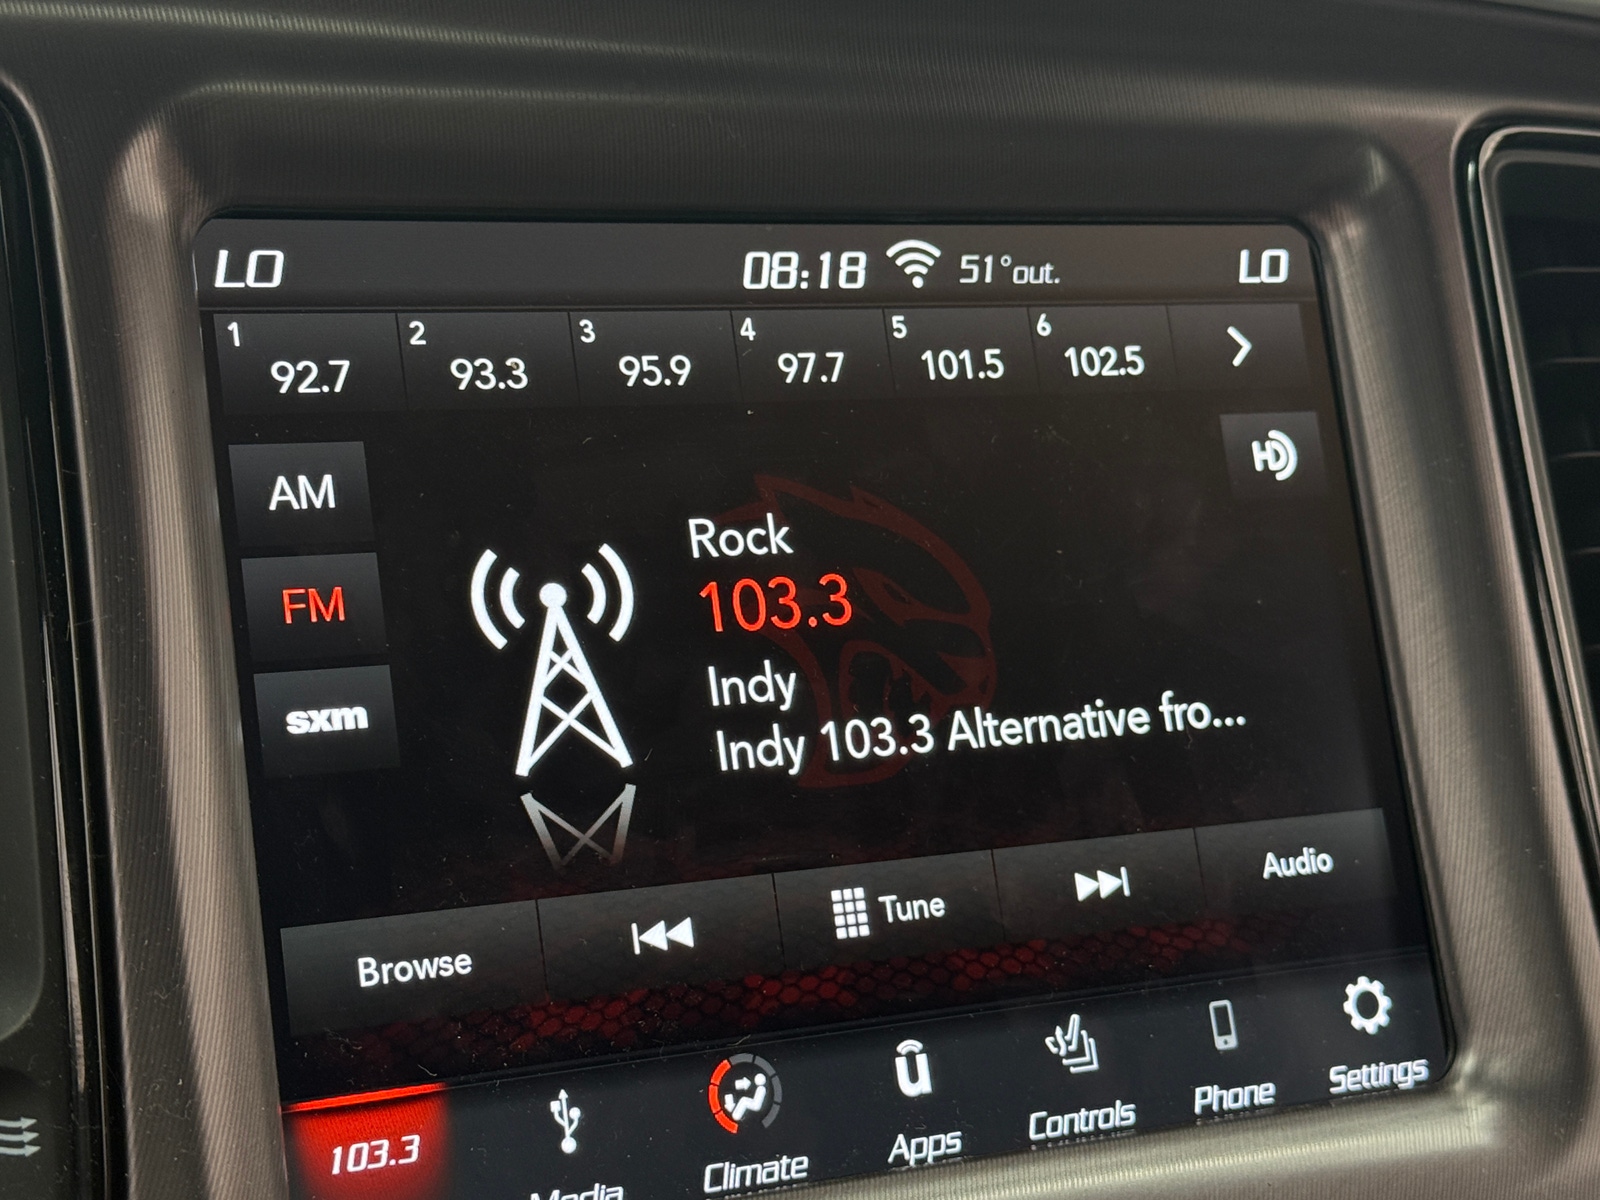 LO 08:18 51°out. LO
1 92.7 2 93.3 3 95.9 4 97.7 5 101.5 6 102.5
HD
AM
FM
sxm
Rock
103.3
Indy
Indy 103.3 Alternative fro...
Browse Tune Audio
103.3 Media Climate Apps Controls Phone Settings